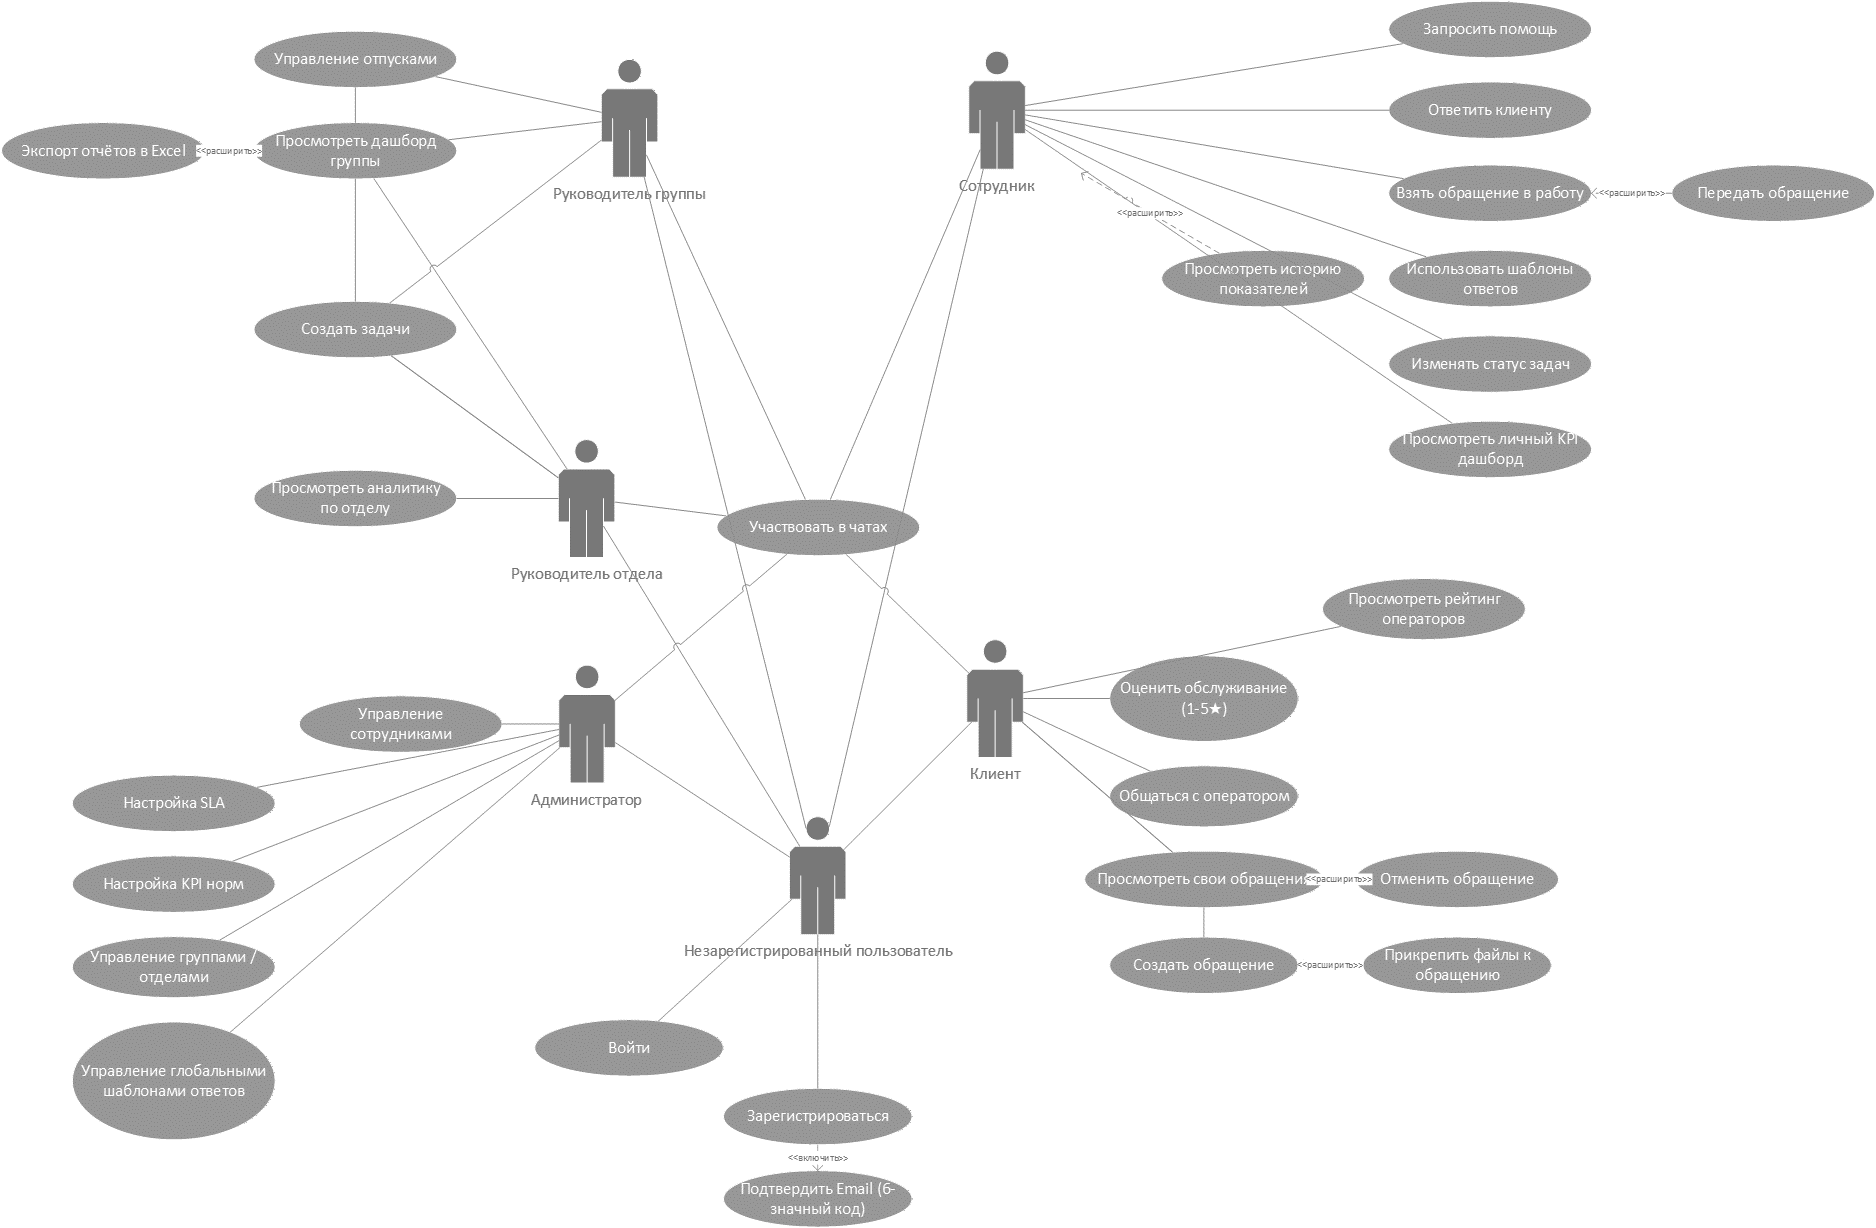 Управление отпусками
Экспорт отчётов в Excel
<<расширить>>
Просмотреть дашборд
группы
Руководитель группы
Создать задачи
Просмотреть аналитику
по отделу
Руководитель отдела
Сотрудник
Запросить помощь
Ответить клиенту
Взять обращение в работу
<<расширить>>
Передать обращение
<<расширить>>
Просмотреть историю
показателей
Использовать шаблоны
ответов
Изменять статус задач
Просмотреть личный KPI
дашборд
Участвовать в чатах
Просмотреть рейтинг
операторов
Оценить обслуживание
(1-5★)
Клиент
Общаться с оператором
Просмотреть свои обращения
<<расширить>>
Отменить обращение
Создать обращение
<<расширить>>
Прикрепить файлы к
обращению
Управление
сотрудниками
Администратор
Настройка SLA
Настройка KPI норм
Управление группами /
отделами
Управление глобальными
шаблонами ответов
Незарегистрированный пользователь
Войти
Зарегистрироваться
<<включить>>
Подтвердить Email (6-
значный код)